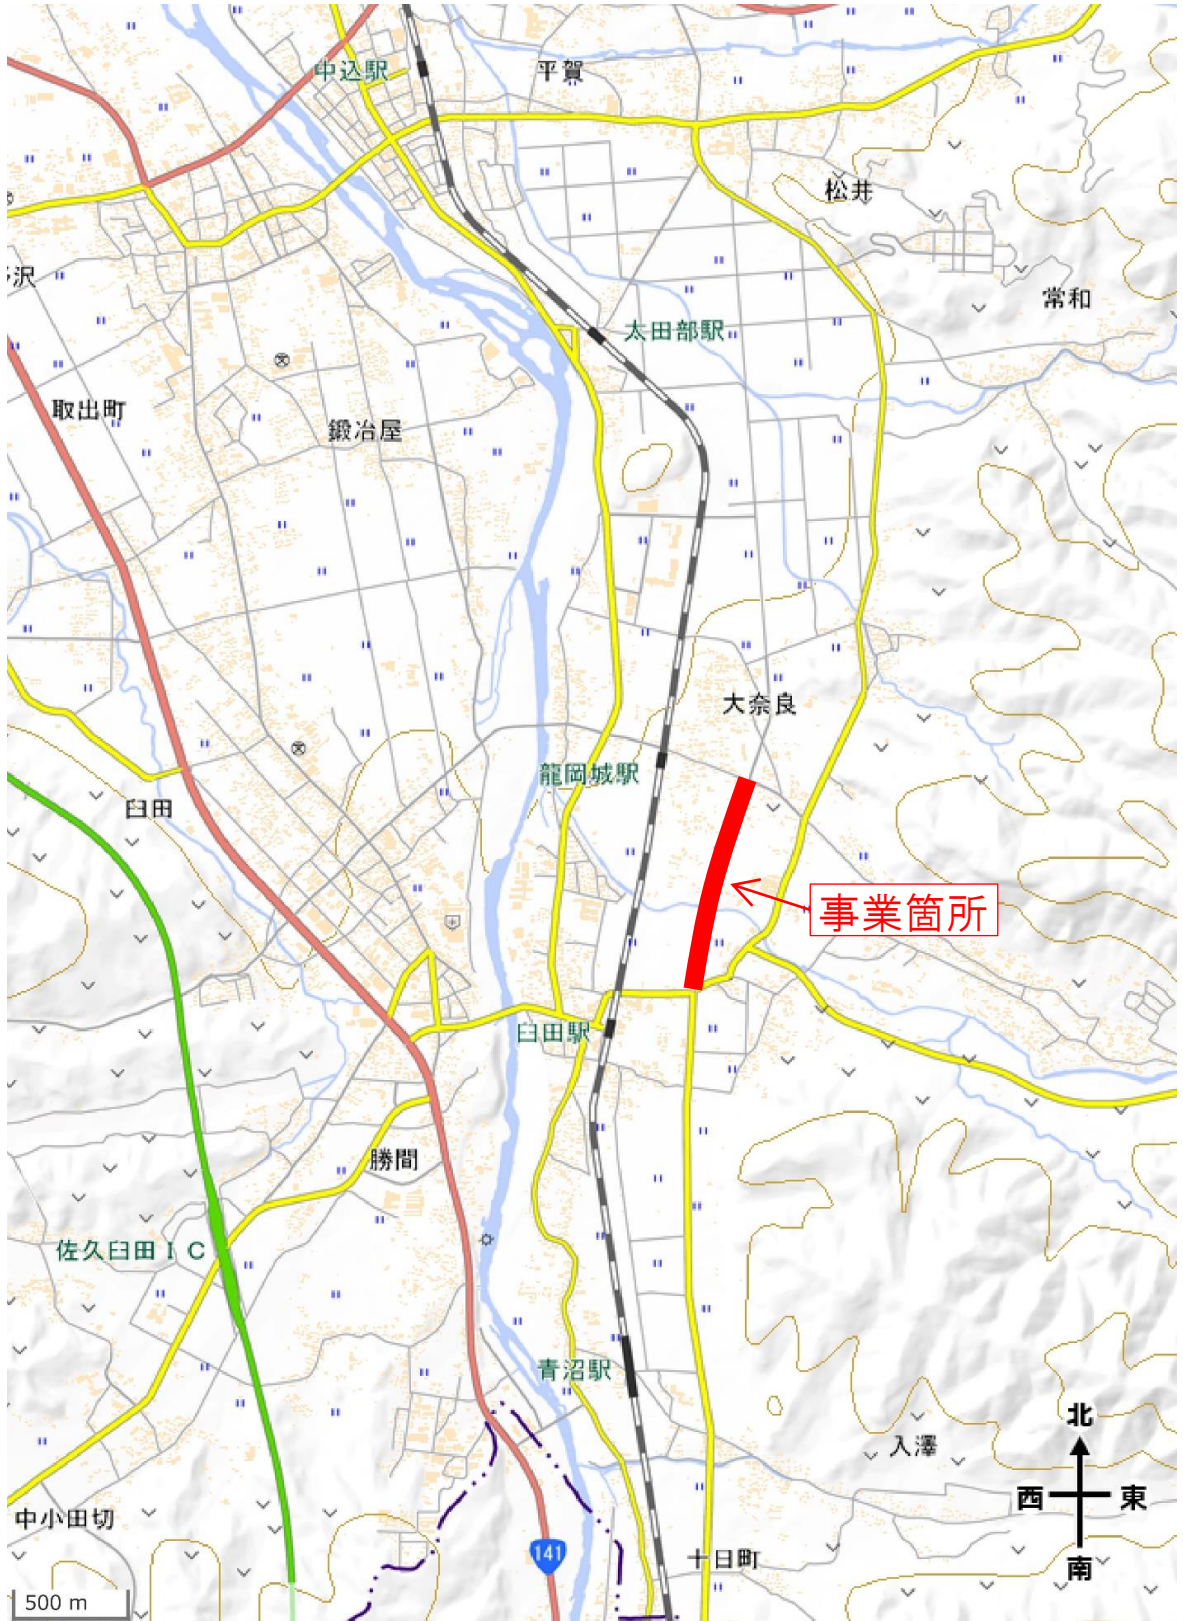 中込駅
平賀
松井
沢
常和
太田部駅
取出町
鍛冶屋
大奈良
龍岡城駅
臼田
事業箇所
臼田駅
勝間
佐久臼田IC
青沼駅
北
入澤
西
東
中小田切
141
十日町
南
500 m